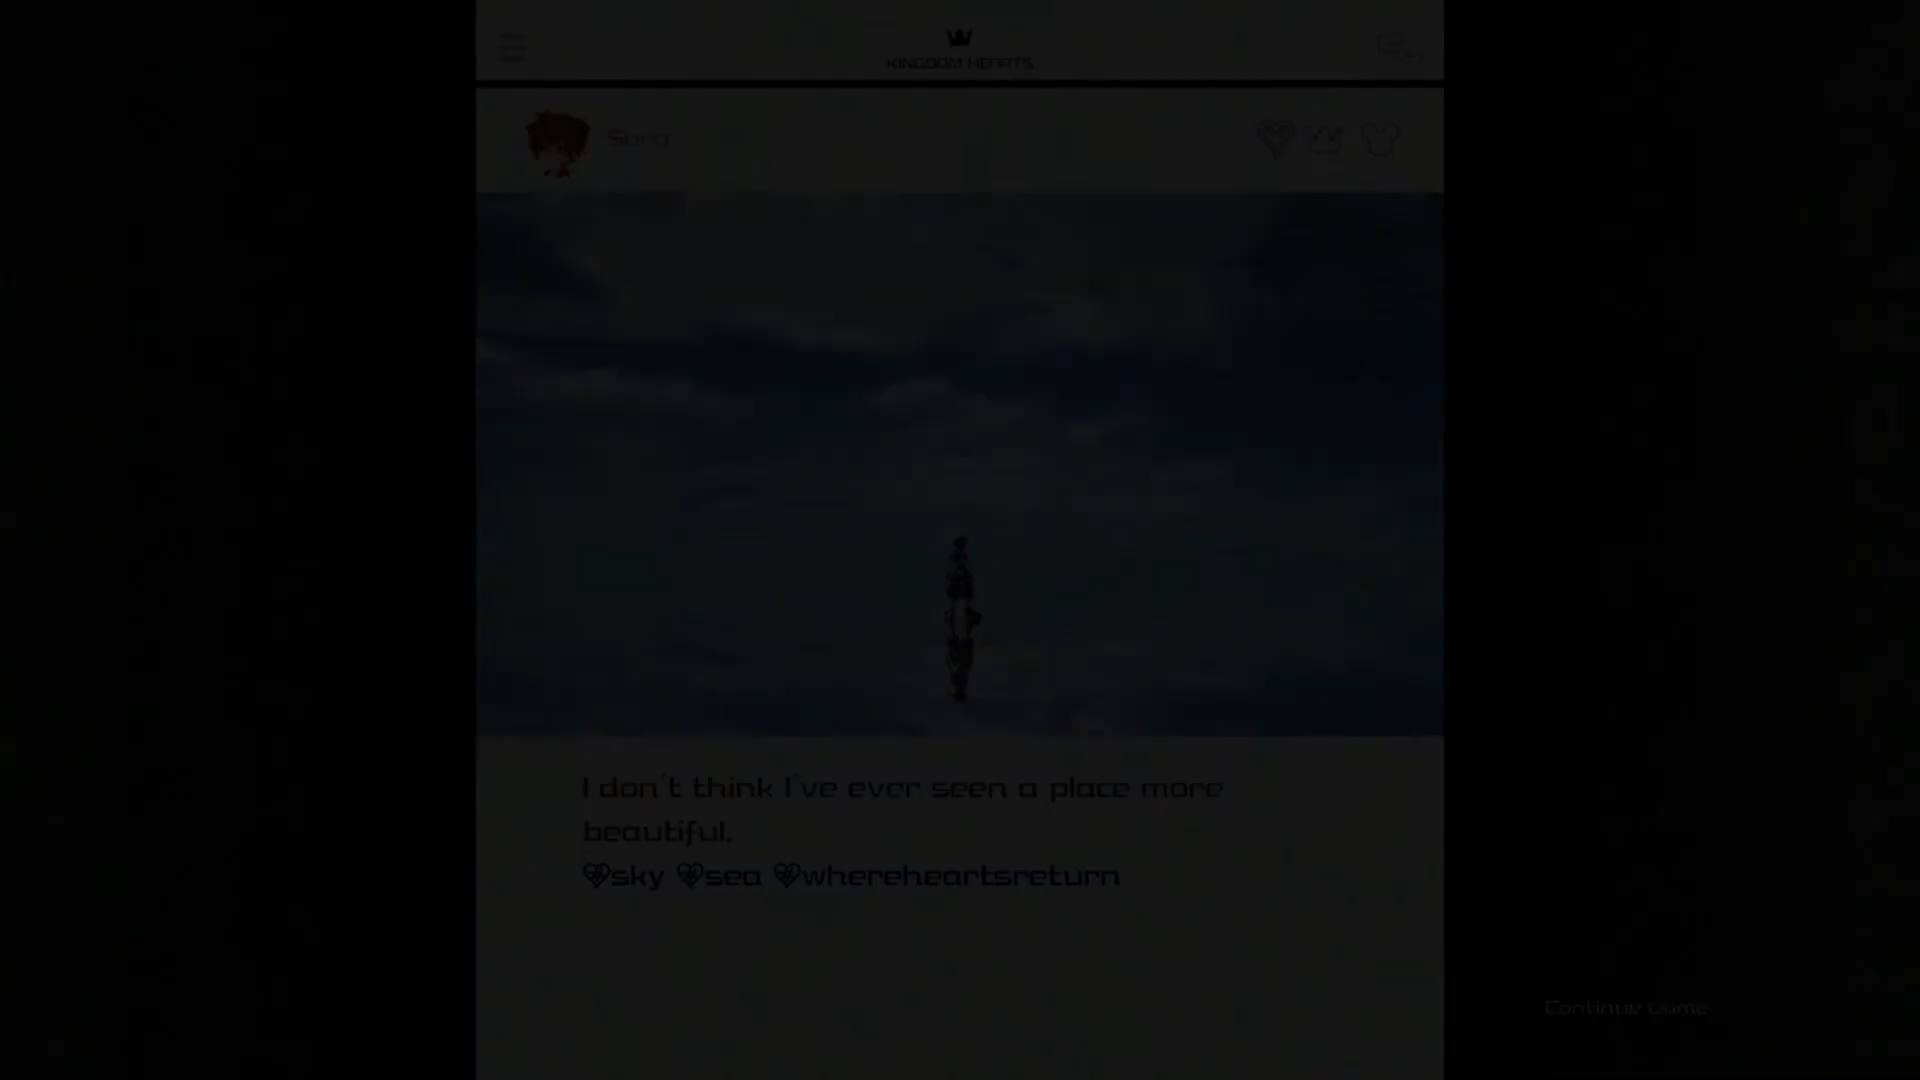 KINGDOM HEARTS
Sora
I don't think I've ever seen a place more
beautiful.
sky sea whereheartsreturn
Continue Game